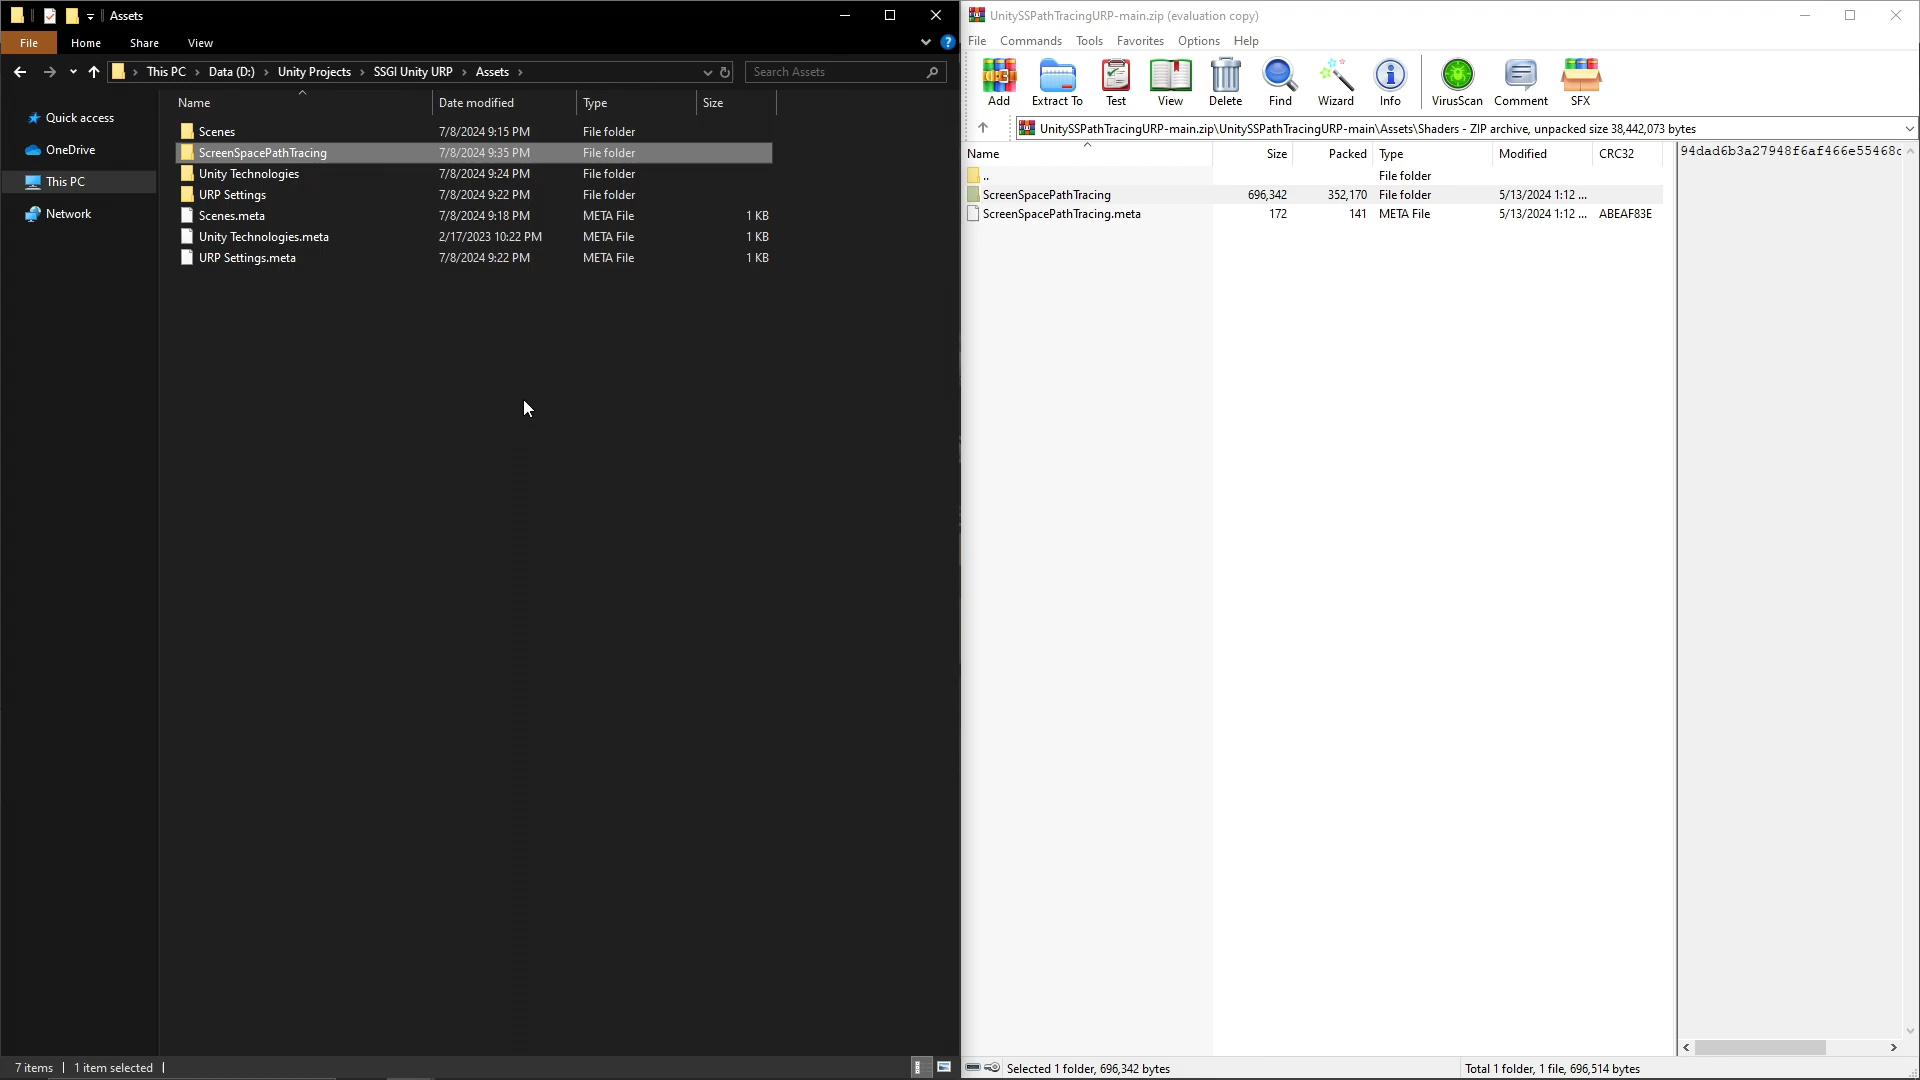 Assets
File
Home
Share
View
This PC
Data (D:)
Unity Projects
SSGI Unity URP
Assets
Search Assets
Quick access
OneDrive
This PC
Network
Name Date modified Type Size
Scenes 7/8/2024 9:15 PM File folder
ScreenSpacePathTracing 7/8/2024 9:35 PM File folder
Unity Technologies 7/8/2024 9:24 PM File folder
URP Settings 7/8/2024 9:22 PM File folder
Scenes.meta 7/8/2024 9:18 PM META File 1 KB
Unity Technologies.meta 2/17/2023 10:22 PM META File 1 KB
URP Settings.meta 7/8/2024 9:22 PM META File 1 KB
7 items 1 item selected
UnitySSPathTracingURP-main.zip (evaluation copy)
File Commands Tools Favorites Options Help
Add Extract To Test View Delete Find Wizard Info VirusScan Comment SFX
UnitySSPathTracingURP-main.zip\UnitySSPathTracingURP-main\Assets\Shaders - ZIP archive, unpacked size 38,442,073 bytes
Name Size Packed Type Modified CRC32
.. File folder
ScreenSpacePathTracing 696,342 352,170 File folder 5/13/2024 1:12 ...
ScreenSpacePathTracing.meta 172 141 META File 5/13/2024 1:12 ... ABEAF83E
94dad6b3a27948f6af466e55468c
Selected 1 folder, 696,342 bytes
Total 1 folder, 1 file, 696,514 bytes